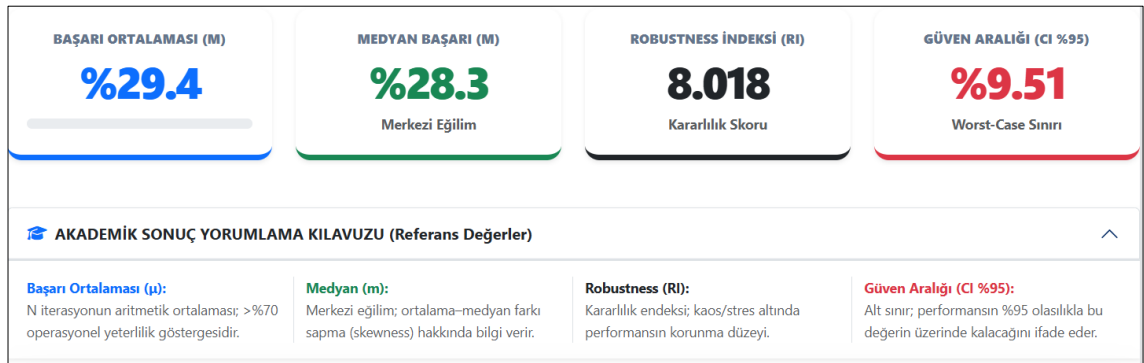 BAŞARI ORTALAMASI (M)
%29.4
MEDYAN BAŞARI (M)
%28.3
Merkezi Eğilim
ROBUSTNESS İNDEKSİ (RI)
8.018
Kararlılık Skoru
GÜVEN ARALIĞI (CI %95)
%9.51
Worst-Case Sınırı
AKADEMİK SONUÇ YORUMLAMA KILAVUZU (Referans Değerler)
Başarı Ortalaması (µ):
N iterasyonun aritmetik ortalaması; >%70
operasyonel yeterlilik göstergesidir.
Medyan (m):
Merkezi eğilim; ortalama–medyan farkı
sapma (skewness) hakkında bilgi verir.
Robustness (RI):
Kararlılık endeksi; kaos/stres altında
performansın korunma düzeyi.
Güven Aralığı (CI %95):
Alt sınır; performansın %95 olasılıkla bu
değerin üzerinde kalacağını ifade eder.